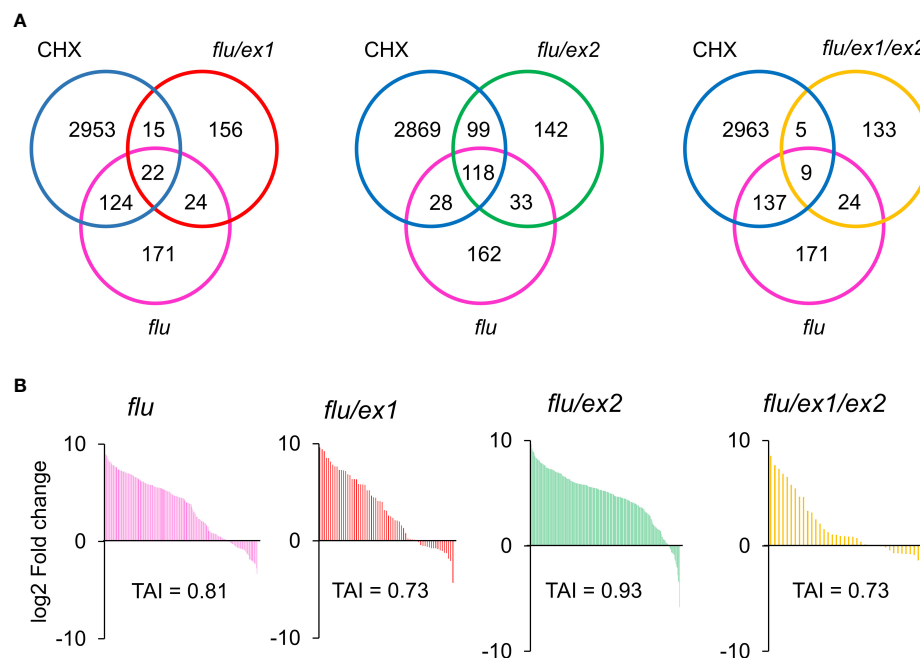 A
CHX
flu/ex1
2953
15
156
22
124
24
171
flu
CHX
flu/ex2
2869
99
142
118
28
33
162
flu
CHX
flu/ex1/ex2
2963
5
133
9
137
24
171
flu
B
log2 Fold change
flu
10
0
-10
TAI = 0.81
flu/ex1
10
0
-10
TAI = 0.73
flu/ex2
10
0
-10
TAI = 0.93
flu/ex1/ex2
10
0
-10
TAI = 0.73